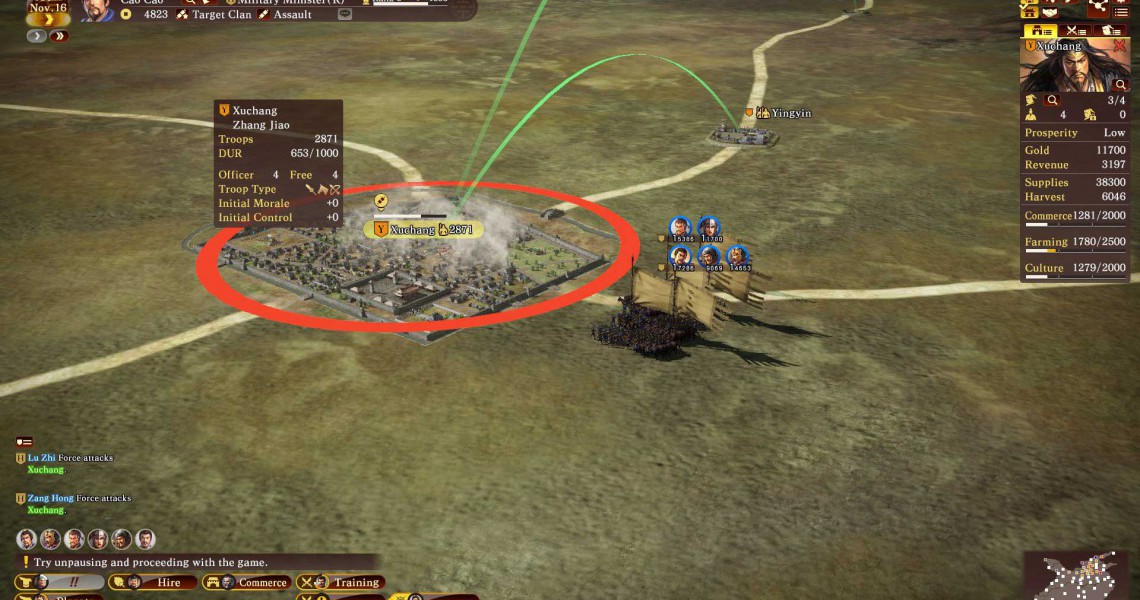 Nov.16
Cao Cao
Military Minister(R)
4823 Target Clan Assault
Xuchang
3/4
4 0
Prosperity Low
Gold 11700
Revenue 3197
Supplies 38300
Harvest 6046
Commerce 1281/2000
Farming 1780/2500
Culture 1279/2000
Xuchang
Zhang Jiao
Troops 2871
DUR 653/1000
Officer 4 Free 4
Troop Type
Initial Morale +0
Initial Control +0
Yingyin
Xuchang 2871
15386 11700
17286 9069 14653
Lu Zhi Force attacks
Xuchang.
Zang Hong Force attacks
Xuchang.
! Try unpausing and proceeding with the game.
!! Hire Commerce Training